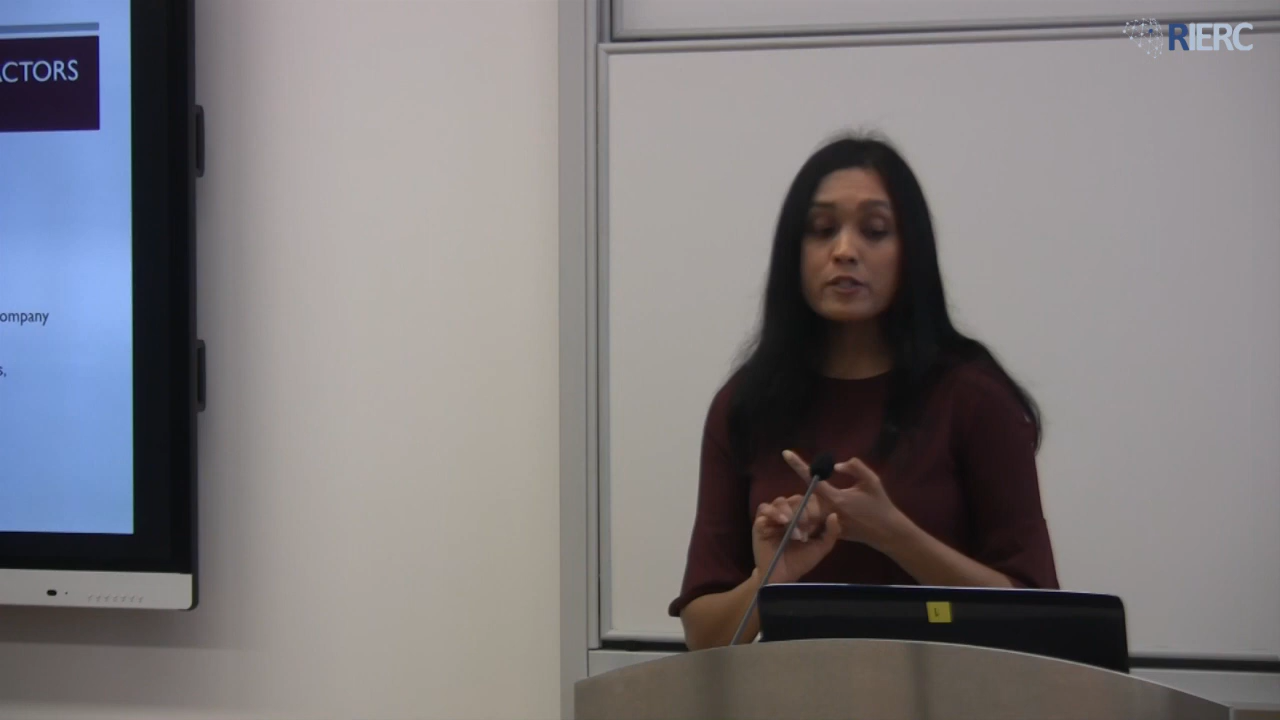 ACTORS
ompany
s,
RIERC
L